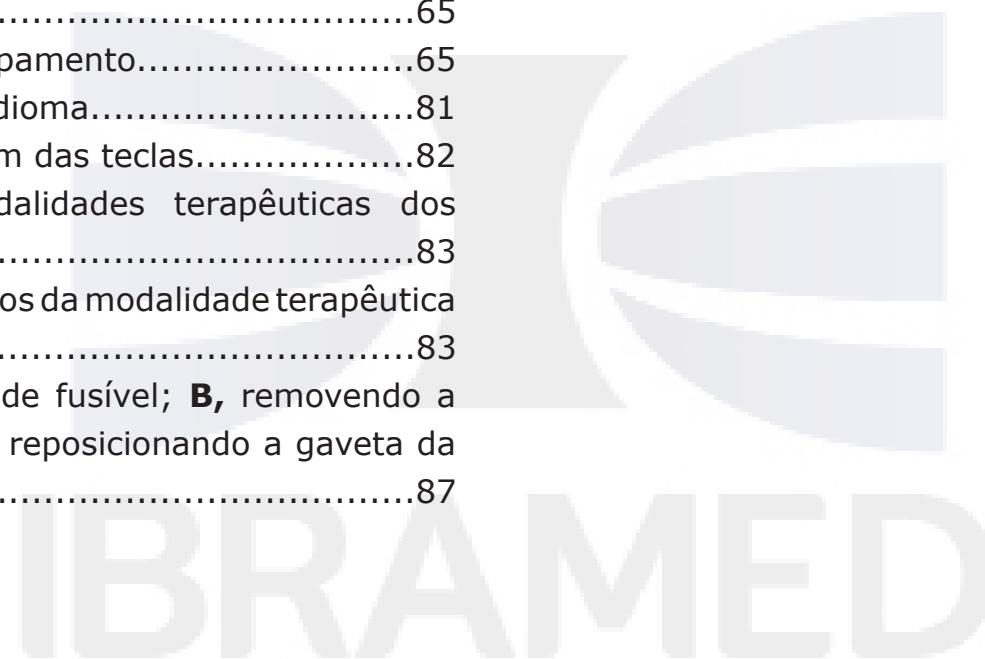 ............................................65
pamento........................65
dioma............................81
m das teclas...................82
dalidades terapêuticas dos
............................................83
os da modalidade terapêutica
............................................83
de fusível; B, removendo a
reposicionando a gaveta da
............................................87
IBRAMED